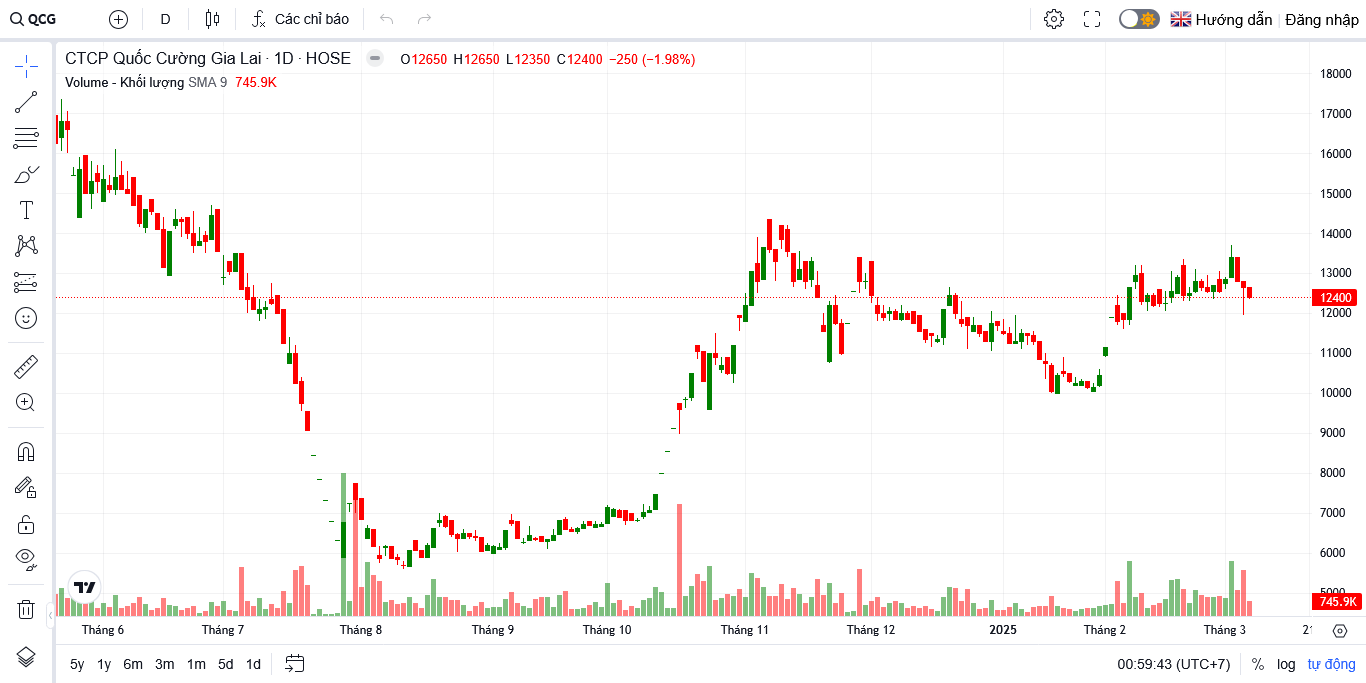 QCG D Các chỉ báo Hướng dẫn Đăng nhập
CTCP Quốc Cường Gia Lai · 1D · HOSE O12650 H12650 L12350 C12400 −250 (−1.98%)
Volume - Khối lượng SMA 9 745.9K
18000
17000
16000
15000
14000
13000
12400
12000
11000
10000
9000
8000
7000
6000
5000
745.9K
Tháng 6 Tháng 7 Tháng 8 Tháng 9 Tháng 10 Tháng 11 Tháng 12 2025 Tháng 2 Tháng 3 21
5y 1y 6m 3m 1m 5d 1d 00:59:43 (UTC+7) % log tự động